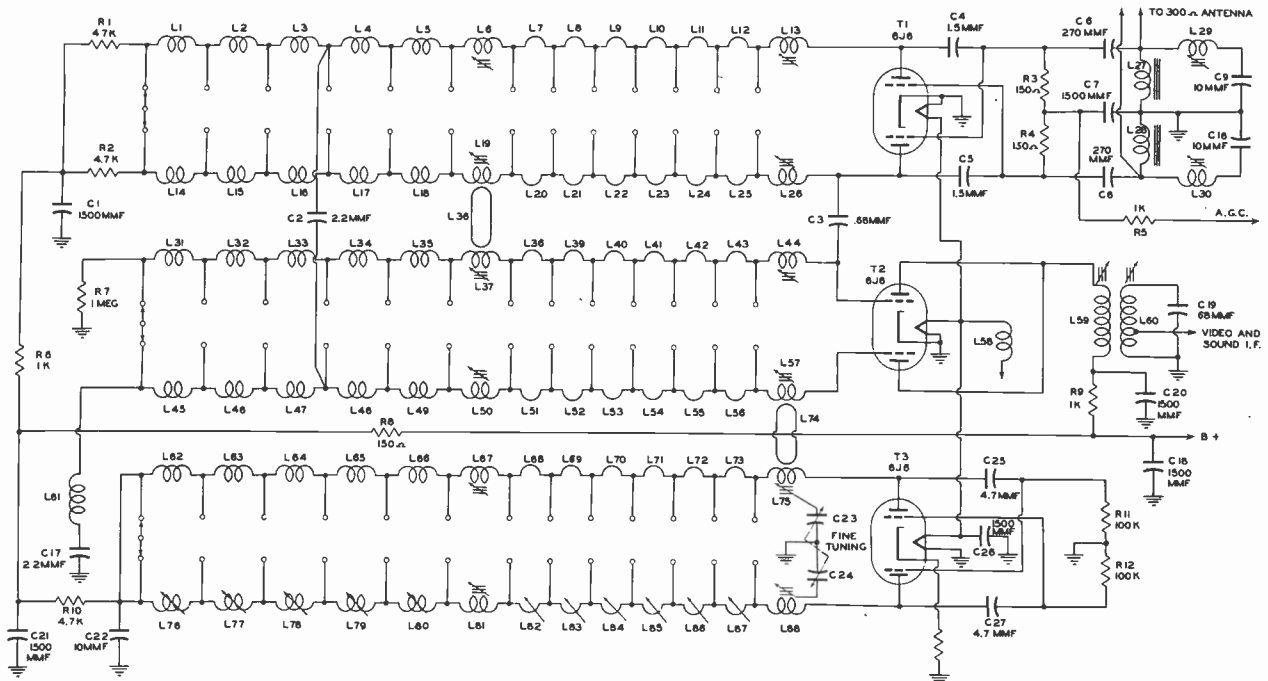 R1
4.7K
L1
L2
L3
L4
L5
L6
L7
L8
L9
L10
L11
L12
L13
T1
6J6
C4
1.5MMF
C6
270 MMF
TO 300Ω ANTENNA
L29
L27
C9
10MMF
R3
150Ω
C7
1500MMF
R4
150Ω
L28
C16
10MMF
270
MMF
C6
L30
R2
4.7K
L14
L15
L16
L17
L18
L19
L20
L21
L22
L23
L24
L25
L26
C5
1.5MMF
1K
R5
A.G.C.
C1
1500MMF
C2
2.2MMF
L38
C3
.68MMF
L31
L32
L33
L34
L35
L37
L36
L39
L40
L41
L42
L43
L44
T2
6J6
R7
1 MEG
L58
L59
L60
C19
68MMF
VIDEO AND
SOUND I.F.
R6
1K
L57
L45
L46
L47
L48
L49
L50
L51
L52
L53
L54
L55
L56
R9
1K
C20
1500
MMF
R8
150Ω
L74
B+
L62
L63
L64
L65
L66
L67
L68
L69
L70
L71
L72
L73
L75
T3
6J6
C25
4.7MMF
C18
1500
MMF
L61
C23
FINE
TUNING
C24
1500
MMF
C26
R11
100K
R12
100K
C17
2.2MMF
R10
4.7K
L76
L77
L78
L79
L80
L81
L82
L83
L84
L85
L86
L87
L88
C27
4.7 MMF
C21
1500
MMF
C22
10MMF